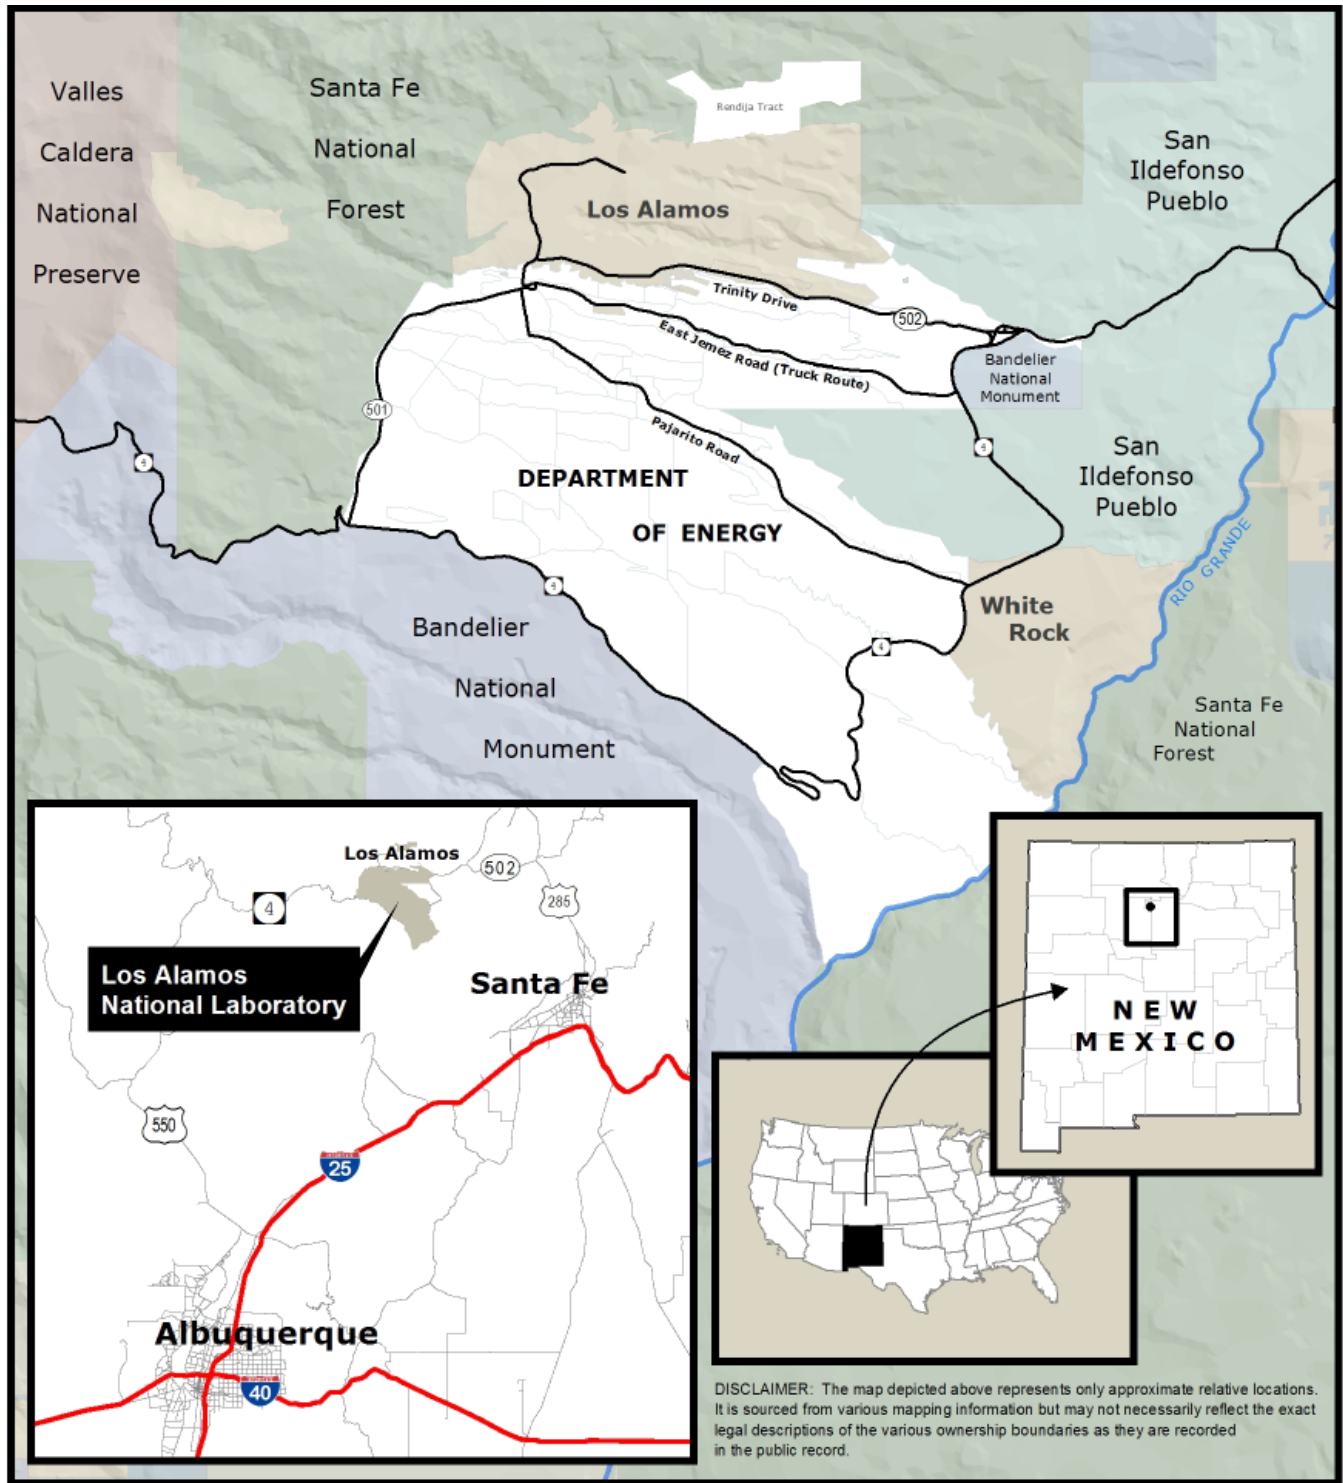 Valles
Caldera
National
Preserve
Santa Fe
National
Forest
Rendija Tract
San
Ildefonso
Pueblo
Los Alamos
Trinity Drive
502
East Jemez Road (Truck Route)
Bandelier
National
Monument
501
Pajarito Road
4
4
San
Ildefonso
Pueblo
DEPARTMENT
OF ENERGY
RIO GRANDE
4
White
Rock
4
Bandelier
National
Monument
Santa Fe
National
Forest
Los Alamos
502
4
285
Los Alamos
National Laboratory
Santa Fe
550
25
Albuquerque
40
NEW
MEXICO
DISCLAIMER: The map depicted above represents only approximate relative locations.
It is sourced from various mapping information but may not necessarily reflect the exact
legal descriptions of the various ownership boundaries as they are recorded
in the public record.